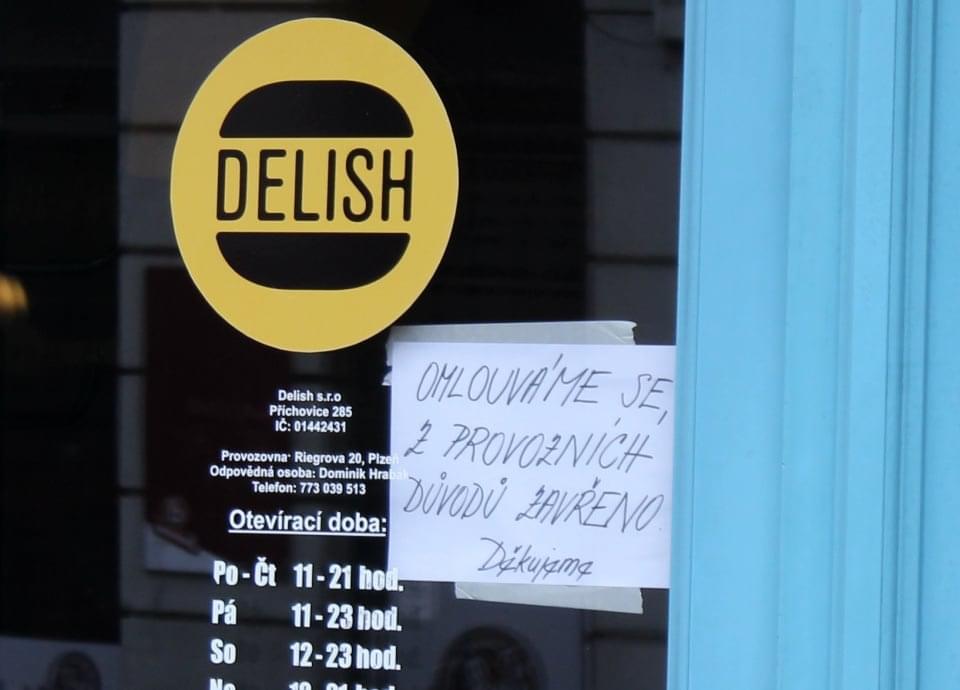 DELISH
Delish s.r.o
Příchovice 285
IČ: 01442431
Provozovna: Riegrova 20, Plzeň
Odpovědná osoba: Dominik
Telefon: 773 039 513
Otevírací doba:
Po - Čt 11 - 21 hod.
Pá 11 - 23 hod.
So 12 - 23 hod.
OMLOUVÁME SE,
Z PROVOZNÍCH
DŮVODŮ ZAVŘENO.
Děkujeme